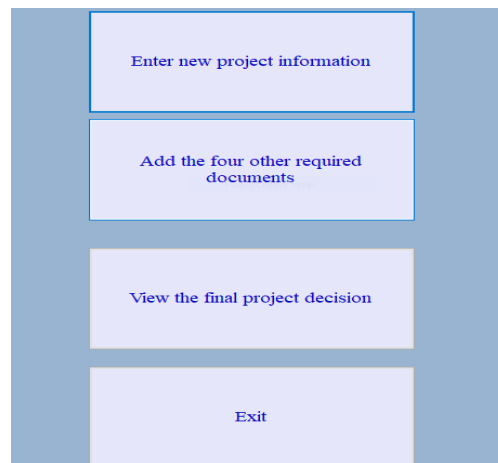 Enter new project information
Add the four other required
documents
View the final project decision
Exit